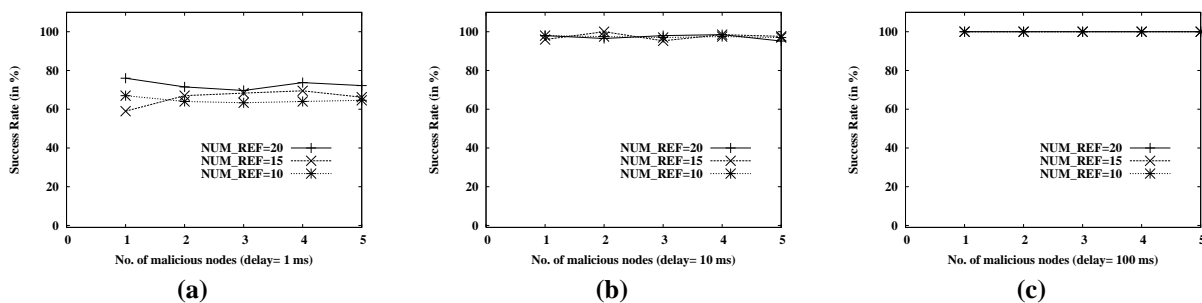 100
80
60
40
20
0
Success Rate (in %)
NUM_REF=20
NUM_REF=15
NUM_REF=10
0 1 2 3 4 5
No. of malicious nodes (delay= 1 ms)
(a)
100
80
60
40
20
0
Success Rate (in %)
NUM_REF=20
NUM_REF=15
NUM_REF=10
0 1 2 3 4 5
No. of malicious nodes (delay= 10 ms)
(b)
100
80
60
40
20
0
Success Rate (in %)
NUM_REF=20
NUM_REF=15
NUM_REF=10
0 1 2 3 4 5
No. of malicious nodes (delay= 100 ms)
(c)